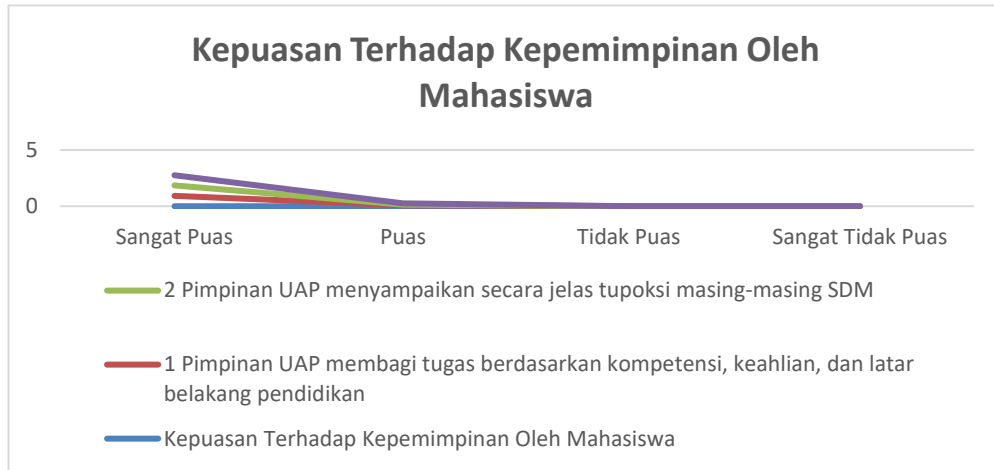 Kepuasan Terhadap Kepemimpinan Oleh
Mahasiswa
5
0
Sangat Puas
Puas
Tidak Puas
Sangat Tidak Puas
2 Pimpinan UAP menyampaikan secara jelas tupoksi masing-masing SDM
1 Pimpinan UAP membagi tugas berdasarkan kompetensi, keahlian, dan latar
belakang pendidikan
Kepuasan Terhadap Kepemimpinan Oleh Mahasiswa